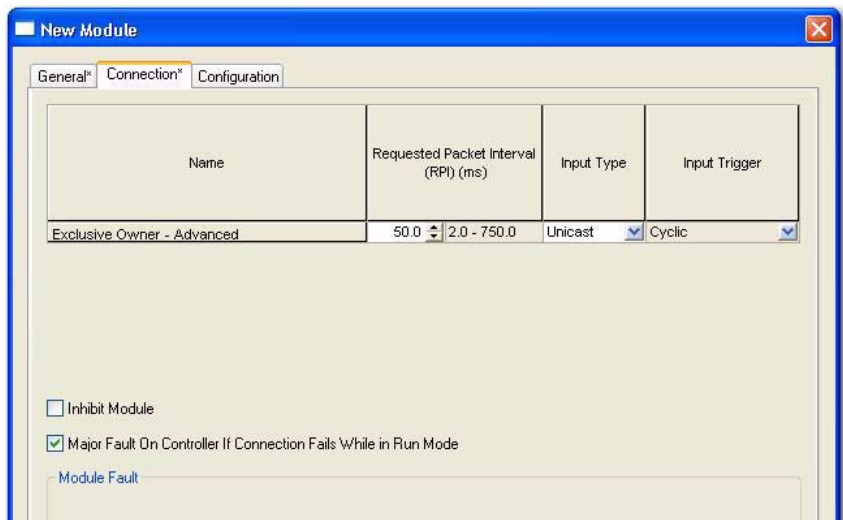 New Module
General* Connection* Configuration
Name
Requested Packet Interval
(RPI) (ms)
Input Type
Input Trigger
Exclusive Owner - Advanced 50.0 2.0 - 750.0 Unicast Cyclic
Inhibit Module
Major Fault On Controller If Connection Fails While in Run Mode
Module Fault